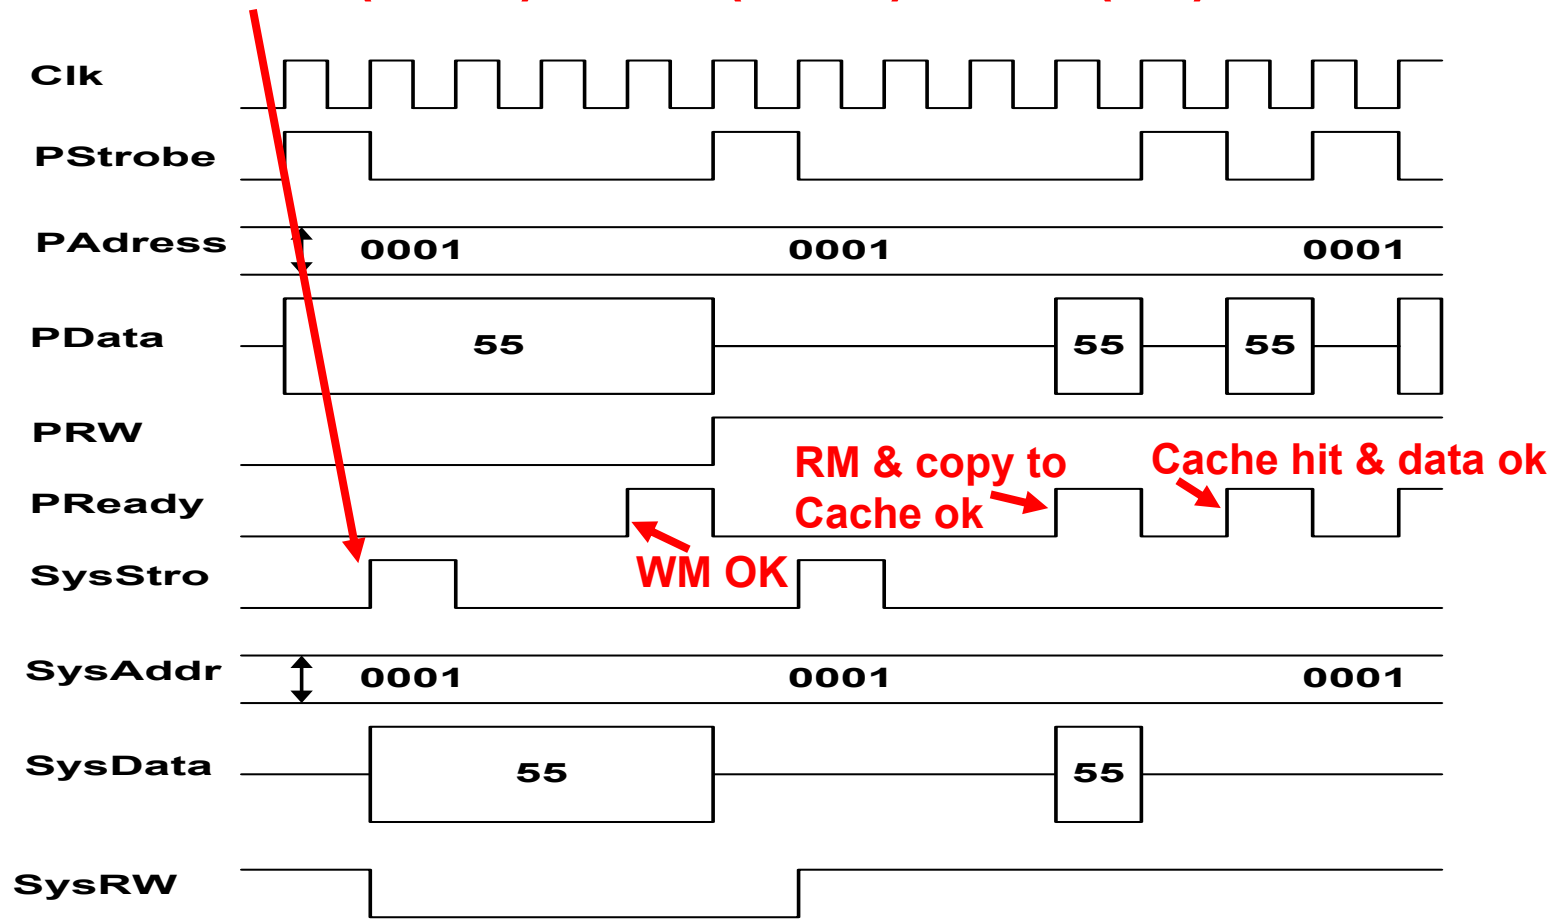 Clk
PStrobe
PAdress
0001 0001 0001
PData
55 55 55
PRW
RM & copy to
Cache ok
Cache hit & data ok
PReady
WM OK
SysStro
SysAddr
0001 0001 0001
SysData
55 55
SysRW